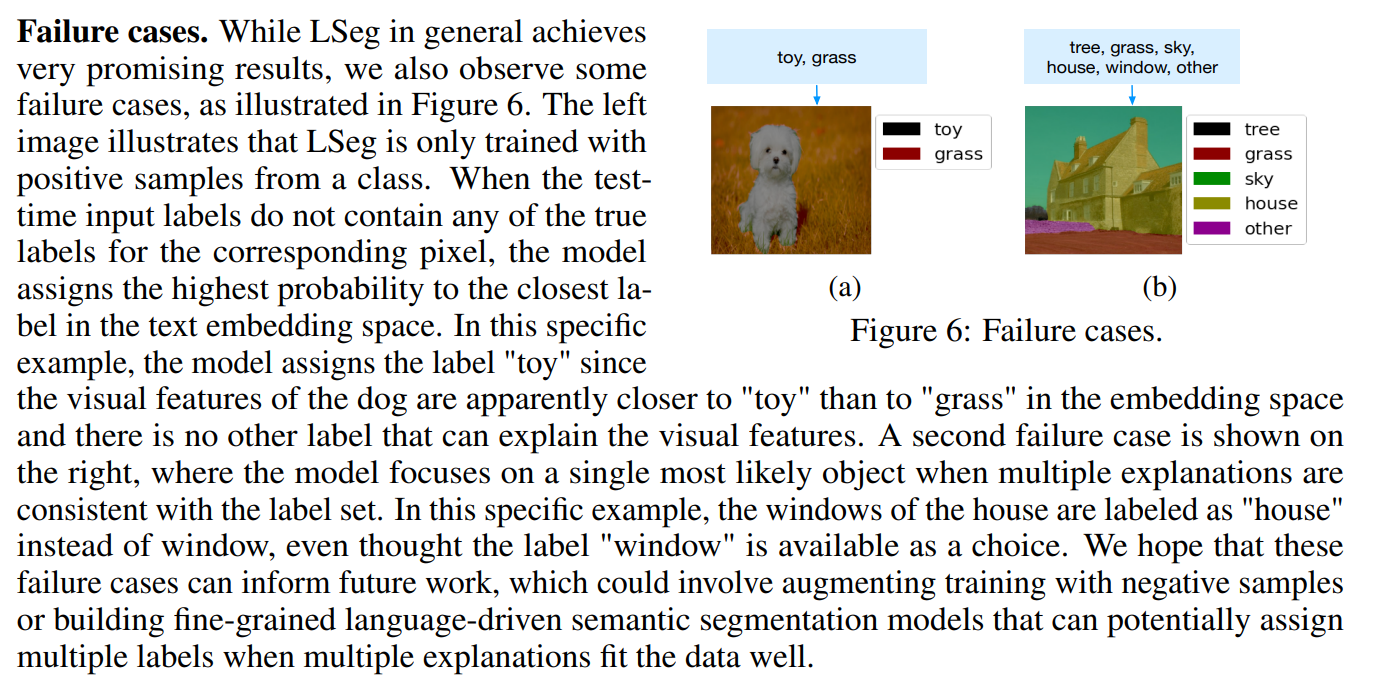 Failure cases. While LSeg in general achieves
very promising results, we also observe some
failure cases, as illustrated in Figure 6. The left
image illustrates that LSeg is only trained with
positive samples from a class. When the test-
time input labels do not contain any of the true
labels for the corresponding pixel, the model
assigns the highest probability to the closest la-
bel in the text embedding space. In this specific
example, the model assigns the label "toy" since
toy, grass
toy
grass
(a)
tree, grass, sky,
house, window, other
tree
grass
sky
house
other
(b)
Figure 6: Failure cases.
the visual features of the dog are apparently closer to "toy" than to "grass" in the embedding space
and there is no other label that can explain the visual features. A second failure case is shown on
the right, where the model focuses on a single most likely object when multiple explanations are
consistent with the label set. In this specific example, the windows of the house are labeled as "house"
instead of window, even thought the label "window" is available as a choice. We hope that these
failure cases can inform future work, which could involve augmenting training with negative samples
or building fine-grained language-driven semantic segmentation models that can potentially assign
multiple labels when multiple explanations fit the data well.